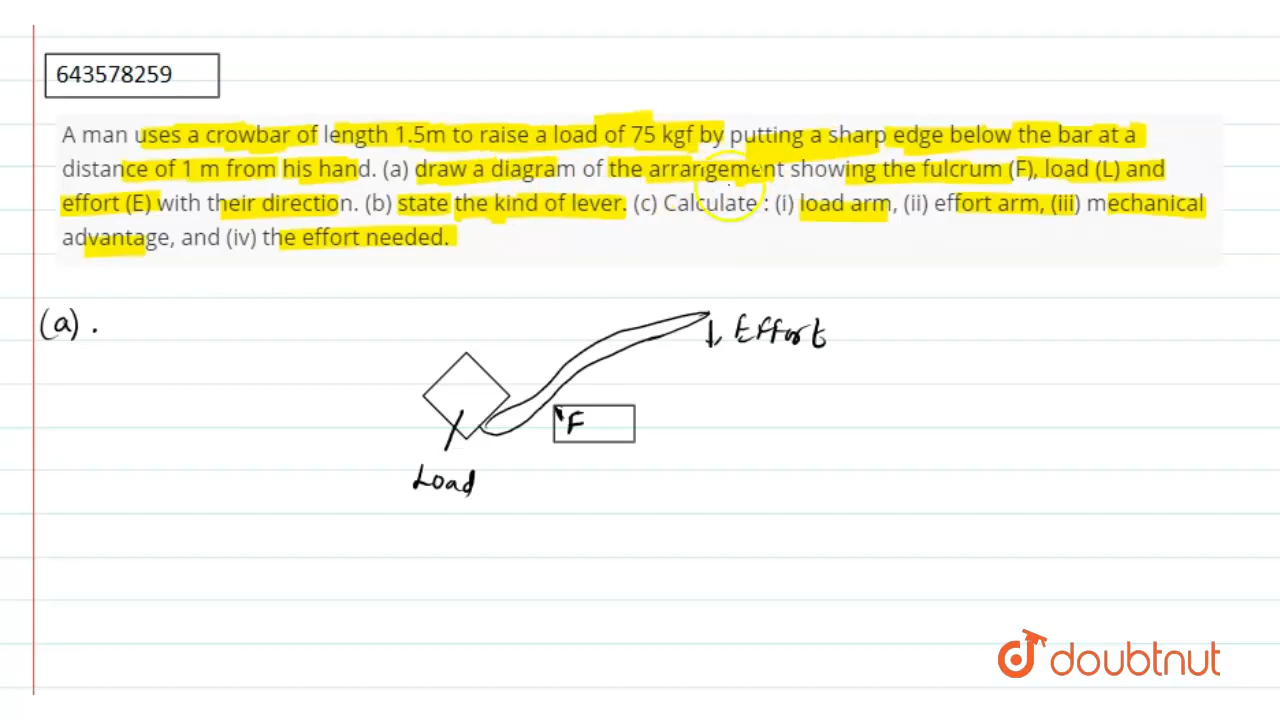 643578259
A man uses a crowbar of length 1.5m to raise a load of 75 kgf by putting a sharp edge below the bar at a
distance of 1 m from his hand. (a) draw a diagram of the arrangement showing the fulcrum (F), load (L) and
effort (E) with their direction. (b) state the kind of lever. (c) Calculate : (i) load arm, (ii) effort arm, (iii) mechanical
advantage, and (iv) the effort needed.
(a).
Effort
F
Load
doubtnut